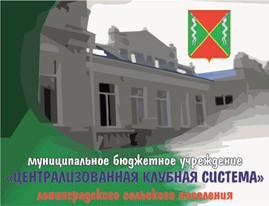 муниципальное бюджетное учреждение
«ЦЕНТРАЛИЗОВАННАЯ КЛУБНАЯ СИСТЕМА»
ленинградского сельского поселения